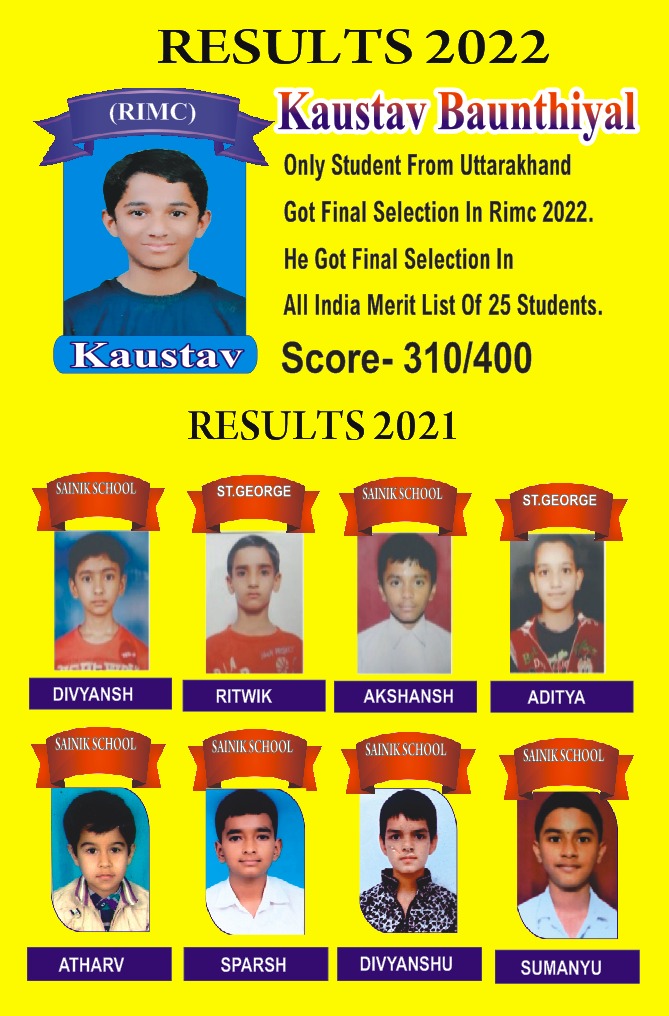 RESULTS 2022
(RIMC)
Kaustav Baunthiyal
Only Student From Uttarakhand
Got Final Selection In Rimc 2022.
He Got Final Selection In
All India Merit List Of 25 Students.
Kaustav
Score- 310/400
RESULTS 2021
SAINIK SCHOOL
ST.GEORGE
SAINIK SCHOOL
ST.GEORGE
DIVYANSH
RITWIK
AKSHANSH
ADITYA
SAINIK SCHOOL
SAINIK SCHOOL
SAINIK SCHOOL
SAINIK SCHOOL
ATHARV
SPARSH
DIVYANSHU
SUMANYU